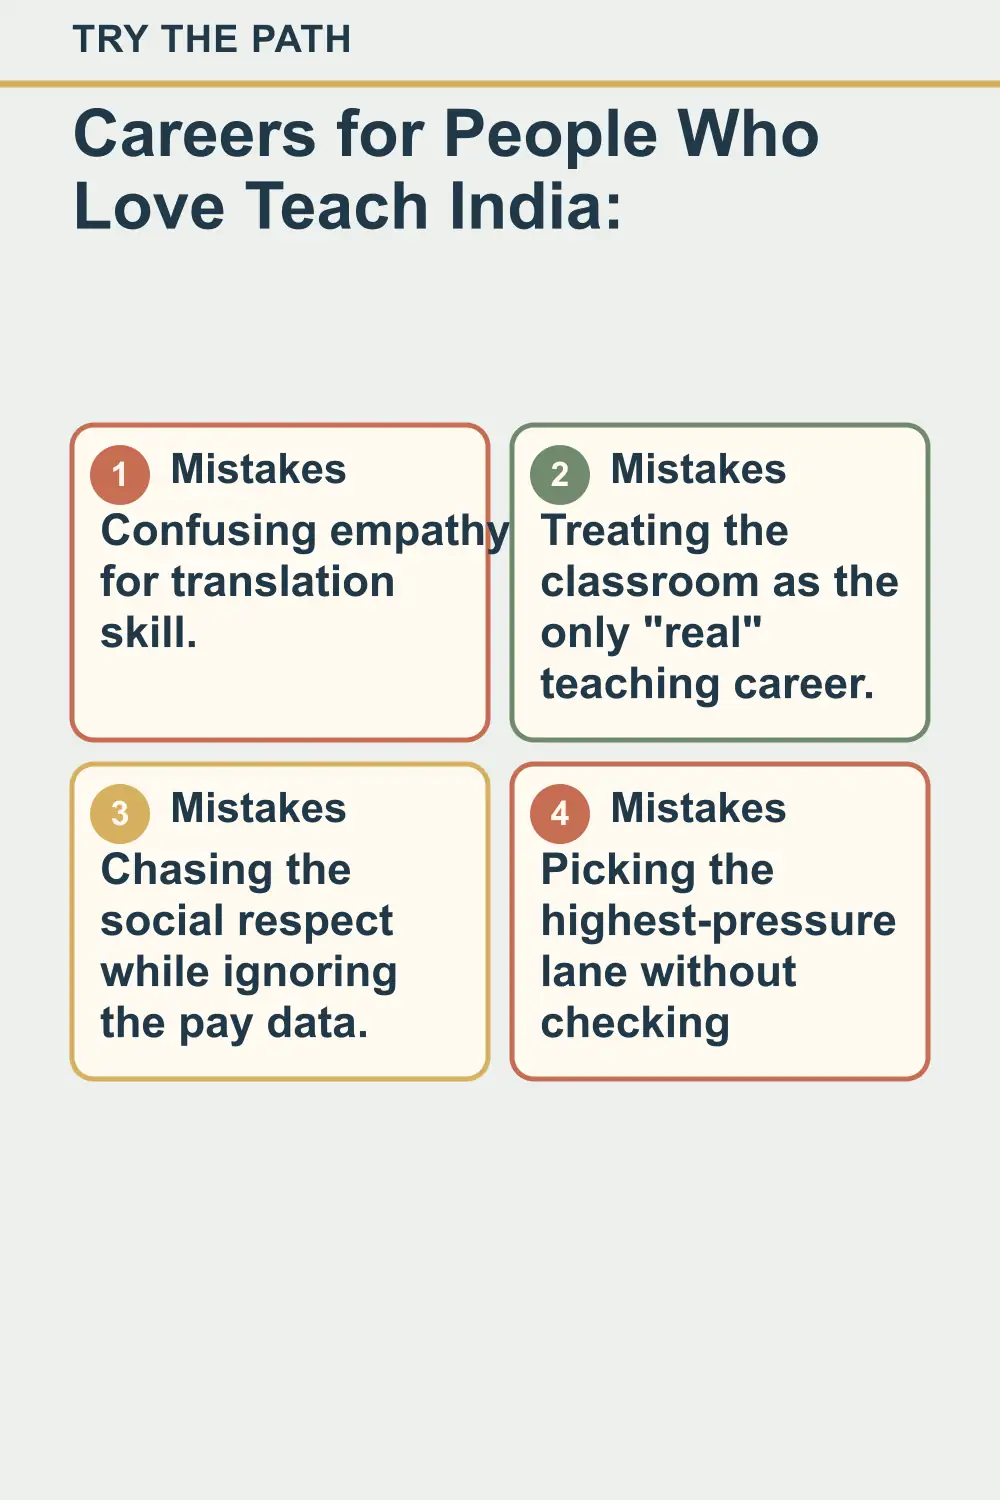 TRY THE PATH
Careers for People Who
Love Teach India:
1 Mistakes
Confusing empathy
for translation
skill.
2 Mistakes
Treating the
classroom as the
only "real"
teaching career.
3 Mistakes
Chasing the
social respect
while ignoring
the pay data.
4 Mistakes
Picking the
highest-pressure
lane without
checking